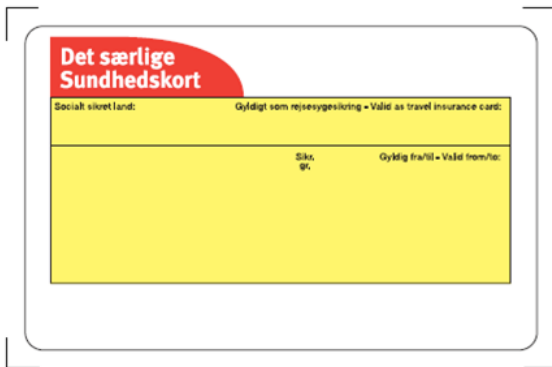 Det særlige
Sundhedskort
Socialt sikret land: Gyldigt som rejsesygesikring - Valid as travel insurance card:
Sikr. Gyldig fra/til - Valid from/to:
gr.